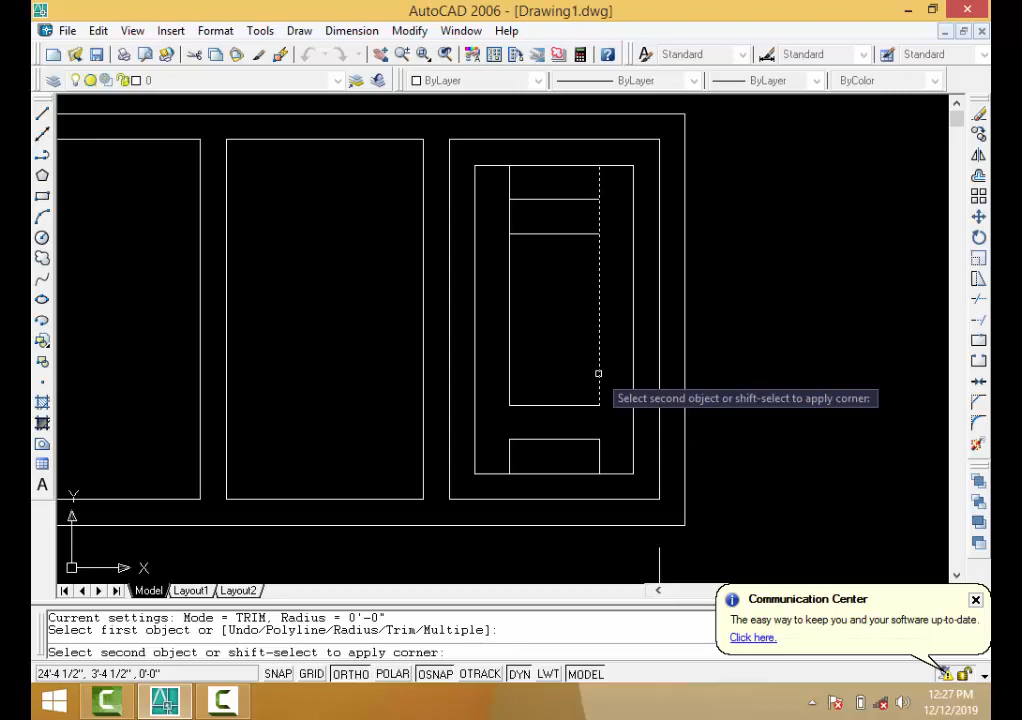 AutoCAD 2006 - [Drawing1.dwg]
File Edit View Insert Format Tools Draw Dimension Modify Window Help
Standard Standard Standard
0 ByLayer ByLayer ByLayer ByColor
Select second object or shift-select to apply corner:
A
Y
X
Model Layout1 Layout2
Current settings: Mode = TRIM, Radius = 0'-0"
Select first object or [Undo/Polyline/Radius/Trim/Multiple]:
Select second object or shift-select to apply corner:
Communication Center
The easy way to keep you and your software up-to-date.
Click here.
24'-4 1/2", 3'-4 1/2", 0'-0" SNAP GRID ORTHO POLAR OSNAP OTRACK DYN LWT MODEL
12:27 PM
12/12/2019